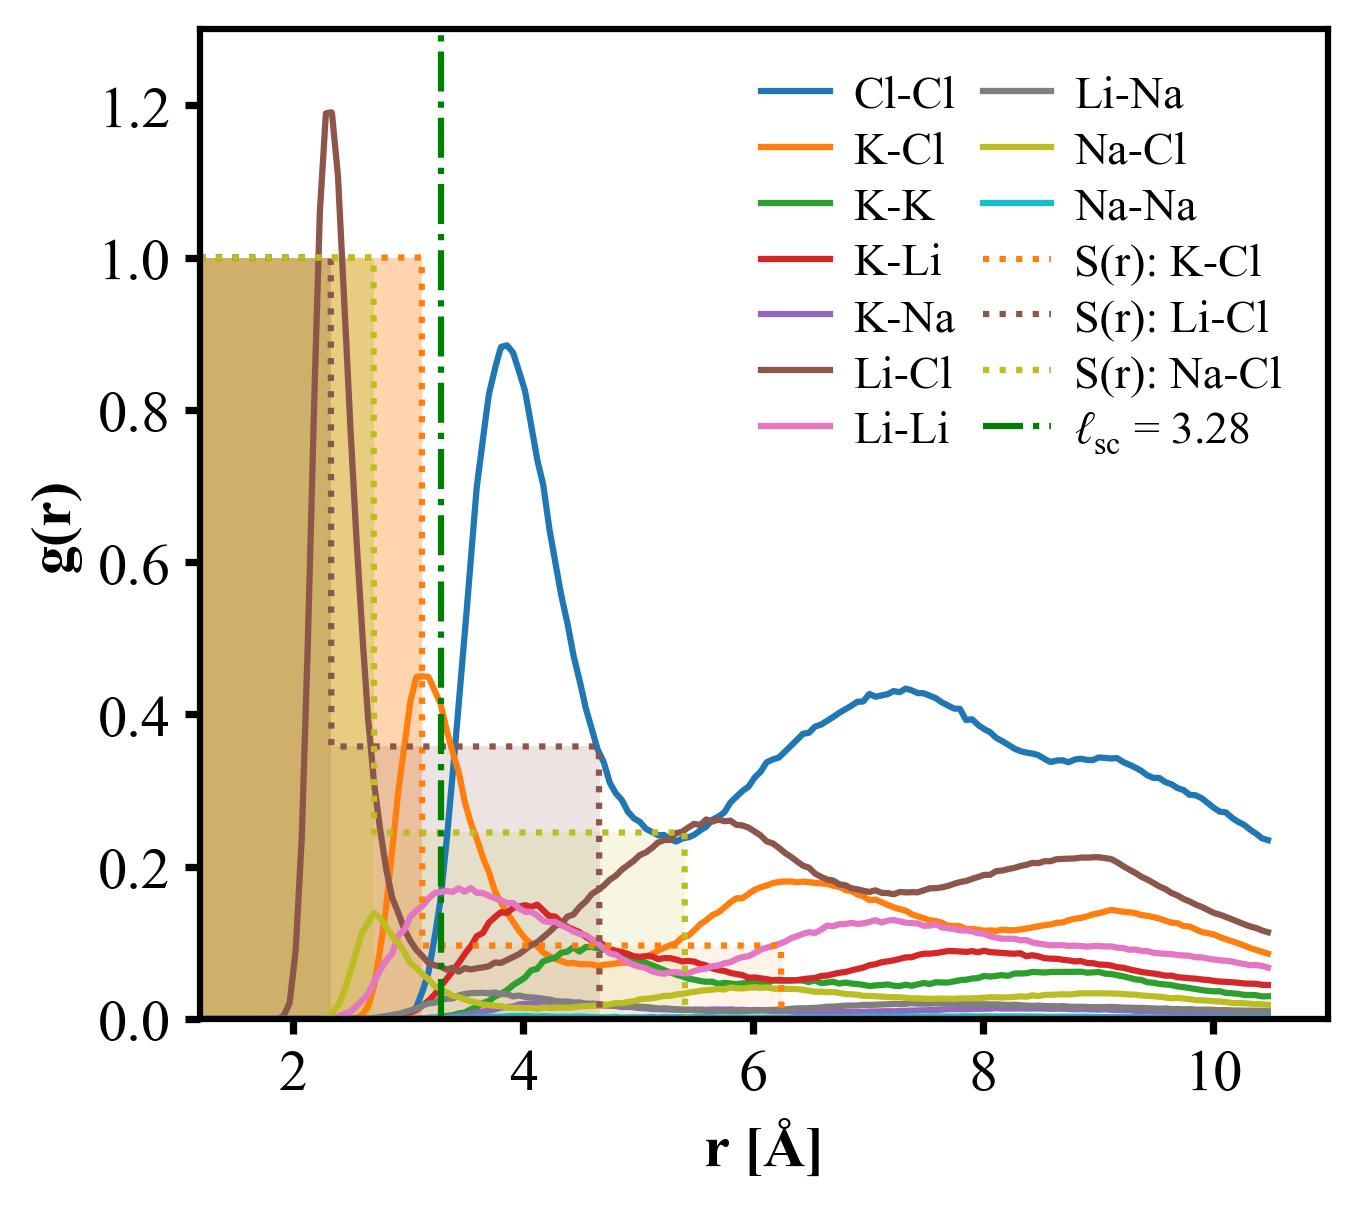 g(r)
1.2
1.0
0.8
0.6
0.4
0.2
0.0
2
4
6
8
10
r [Å]
Cl-Cl
K-Cl
K-K
K-Li
K-Na
Li-Cl
Li-Li
Li-Na
Na-Cl
Na-Na
S(r): K-Cl
S(r): Li-Cl
S(r): Na-Cl
ℓsc = 3.28